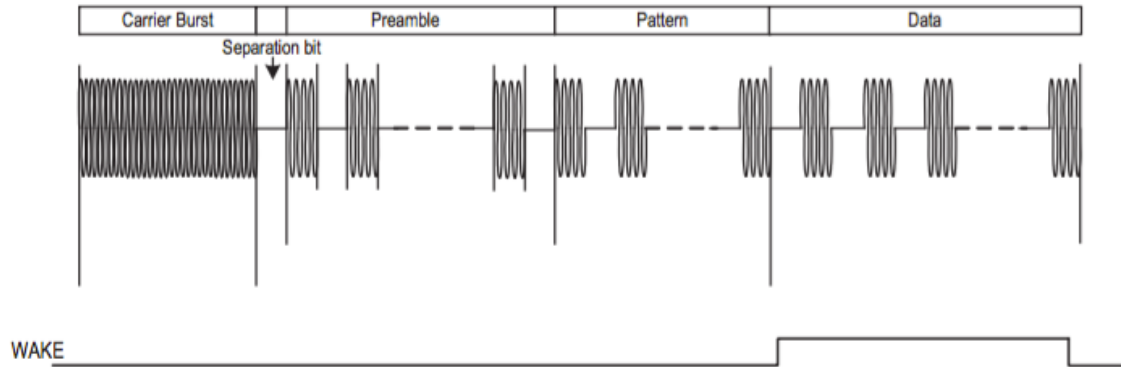 Carrier Burst
Preamble
Pattern
Data
Separation bit
WAKE